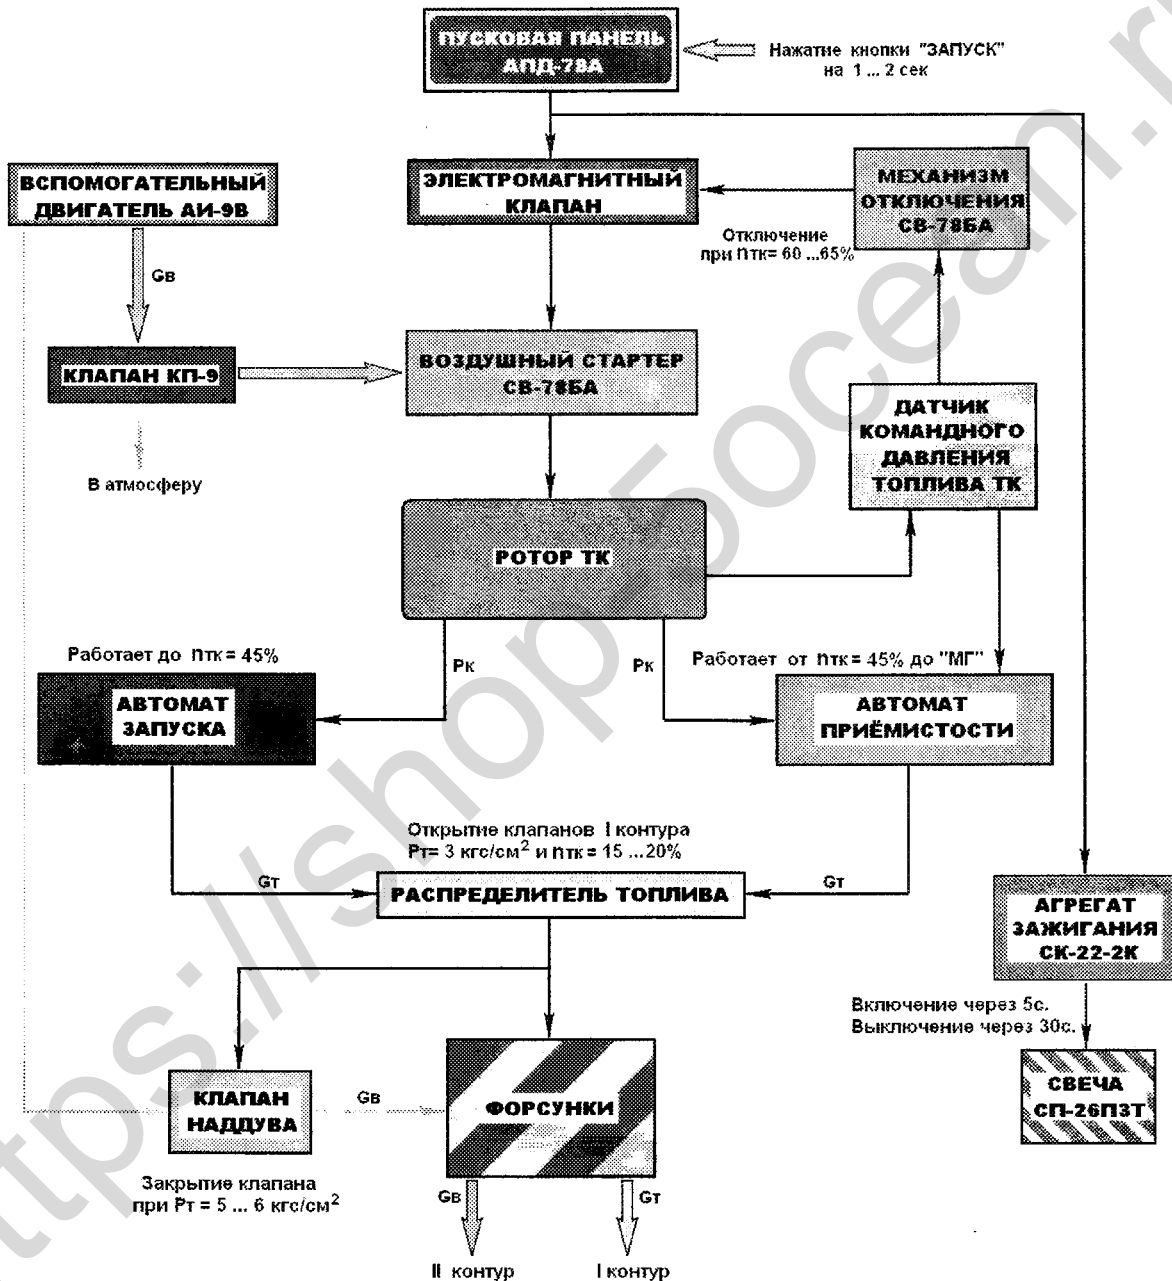 ПУСКОВАЯ ПАНЕЛЬ
АПД-78А
Нажатие кнопки "ЗАПУСК"
на 1 ... 2 сек
ВСПОМОГАТЕЛЬНЫЙ
ДВИГАТЕЛЬ АИ-9В
ЭЛЕКТРОМАГНИТНЫЙ
КЛАПАН
МЕХАНИЗМ
ОТКЛЮЧЕНИЯ
СВ-78БА
Отключение
при nтк= 60 ...65%
Gв
КЛАПАН КП-9
ВОЗДУШНЫЙ СТАРТЕР
СВ-78БА
В атмосферу
ДАТЧИК
КОМАНДНОГО
ДАВЛЕНИЯ
ТОПЛИВА ТК
РОТОР ТК
Работает до nтк= 45%
Рк
Рк
Работает от nтк= 45% до "МГ"
АВТОМАТ
ЗАПУСКА
АВТОМАТ
ПРИЁМИСТОСТИ
Открытие клапанов I контура
Рт= 3 кгс/см² и nтк= 15 ...20%
Gт
РАСПРЕДЕЛИТЕЛЬ ТОПЛИВА
Gт
АГРЕГАТ
ЗАЖИГАНИЯ
СК-22-2К
Включение через 5с.
Выключение через 30с.
КЛАПАН
НАДДУВА
Gв
ФОРСУНКИ
СВЕЧА
СП-26ПЗТ
Закрытие клапана
при Рт = 5 ... 6 кгс/см²
Gв
Gт
II контур
I контур
https://shop5ocean.r